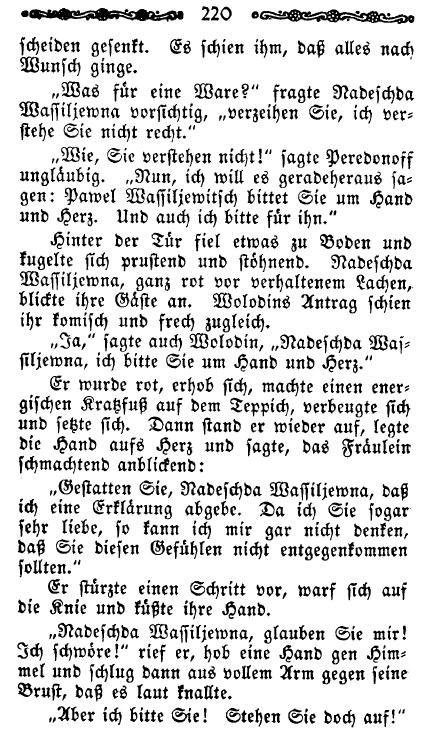 220
scheiden gesenkt. Es schien ihm, daß alles nach
Wunsch ginge.
„Was für eine Ware?“ fragte Nadeschda
Wassiljewna vorsichtig, „verzeihen Sie, ich ver-
stehe Sie nicht recht.“
„Wie, Sie verstehen nicht!“ sagte Peredonoff
ungläubig. „Nun, ich will es geradeheraus sa-
gen: Pawel Wassiljewitsch bittet Sie um Hand
und Herz. Und auch ich bitte für ihn.“
Hinter der Tür fiel etwas zu Boden und
kugelte sich prustend und stöhnend. Nadeschda
Wassiljewna, ganz rot vor verhaltenem Lachen,
blickte ihre Gäste an. Wolodins Antrag schien
ihr komisch und frech zugleich.
„Ja,“ sagte auch Wolodin, „Nadeschda Was-
siljewna, ich bitte Sie um Hand und Herz.“
Er wurde rot, erhob sich, machte einen ener-
gischen Kratzfuß auf dem Teppich, verbeugte sich
und setzte sich. Dann stand er wieder auf, legte
die Hand aufs Herz und sagte, das Fräulein
schmachtend anblickend:
„Gestatten Sie, Nadeschda Wassiljewna, daß
ich eine Erklärung abgebe. Da ich Sie sogar
sehr liebe, so kann ich mir gar nicht denken,
daß Sie diesen Gefühlen nicht entgegenkommen
sollten.“
Er stürzte einen Schritt vor, warf sich auf
die Knie und küßte ihre Hand.
„Nadeschda Wassiljewna, glauben Sie mir!
Ich schwöre!“ rief er, hob eine Hand gen Him-
mel und schlug dann aus vollem Arm gegen seine
Brust, daß es laut knallte.
„Aber ich bitte Sie! Stehen Sie doch auf!“